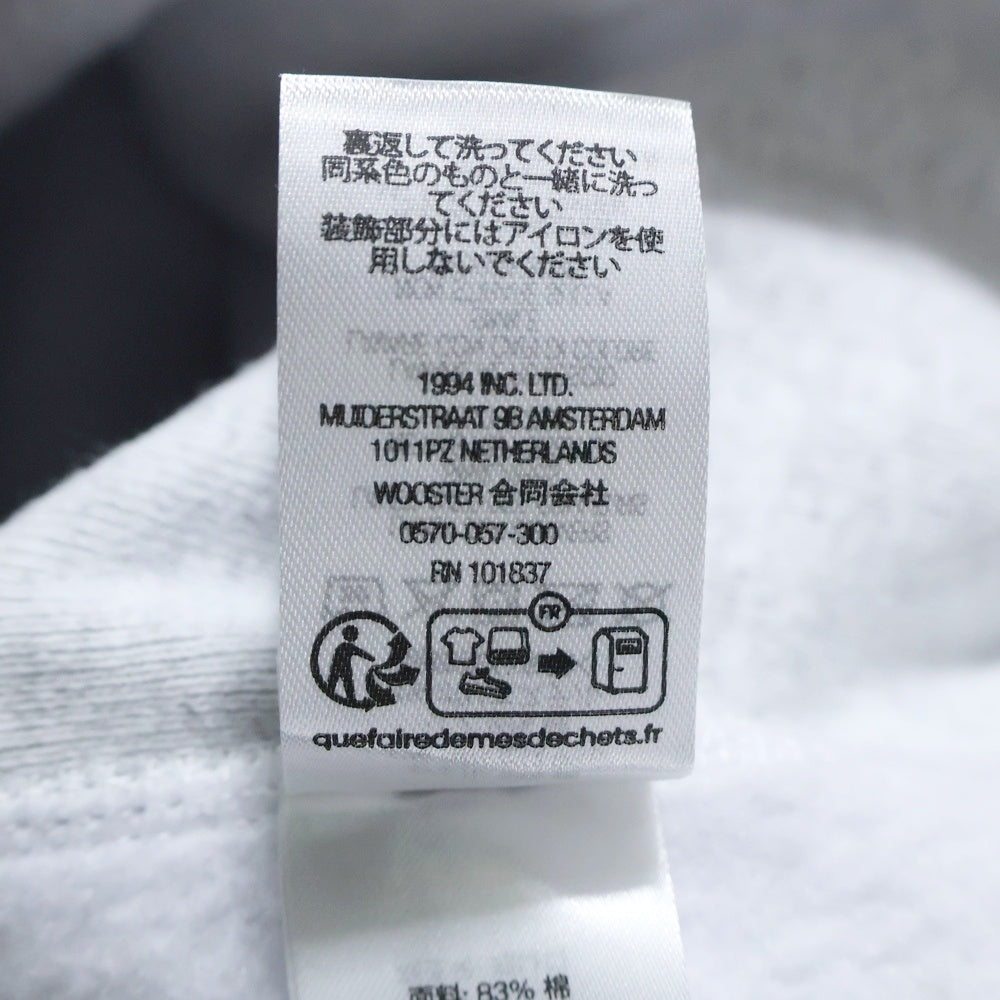 裏返して洗ってください
同系色のものと一緒に洗っ
てください
装飾部分にはアイロンを使
用しないでください
1994 INC. LTD.
MUIDERSTRAAT 9B AMSTERDAM
1011PZ NETHERLANDS
WOOSTER 合同会社
0570-057-300
RN 101837
FR
quefairedemesdechets.fr
面料: 83% 棉